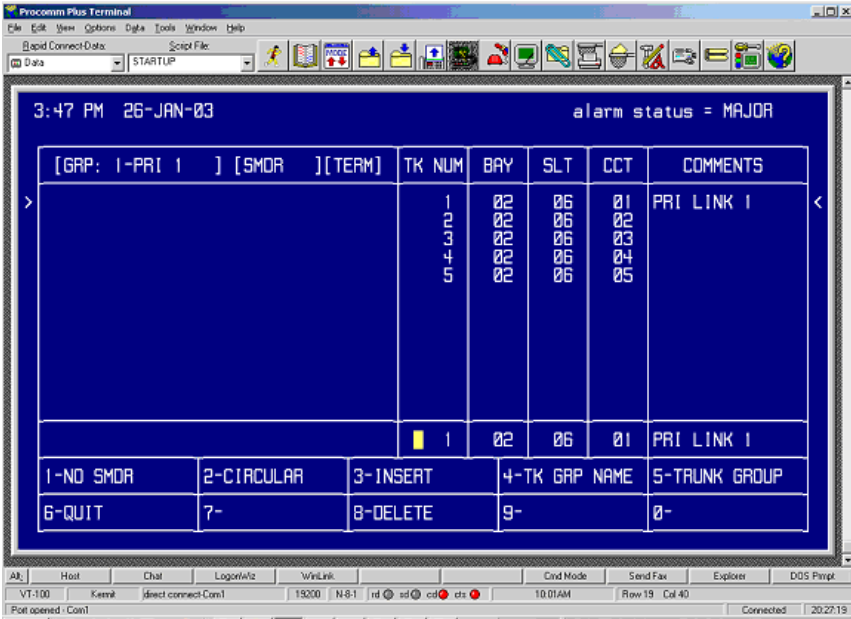 Procomm Plus Terminal
File Edit View Options Data Tools Window Help
Rapid Connect-Data: Script File:
Data STARTUP
MODE
3:47 PM 26-JAN-03 alarm status = MAJOR
[GRP: 1-PRI 1 ] [SMDR ][TERM] TK NUM BAY SLT CCT COMMENTS
> 1 02 06 01 PRI LINK 1 <
2 02 06 02
3 02 06 03
4 02 06 04
5 02 06 05
1 02 06 01 PRI LINK 1
1-NO SMDR 2-CIRCULAR 3-INSERT 4-TK GRP NAME 5-TRUNK GROUP
6-QUIT 7- 8-DELETE 9- 0-
Alt: Host Chat LogonWiz WinLink Cmd Mode Send Fax Explorer DOS Prmpt
VT-100 Kermit direct connect-Com1 19200 N-8-1 rd sd cd cts 10:01AM Row 19 Col 40
Port opened - Com1 Connected 20:27:19